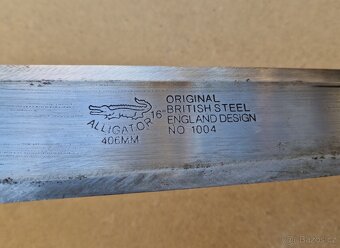 ALLIGATOR
406MM
16"
ORIGINAL
BRITISH STEEL
ENGLAND DESIGN
NO 1004